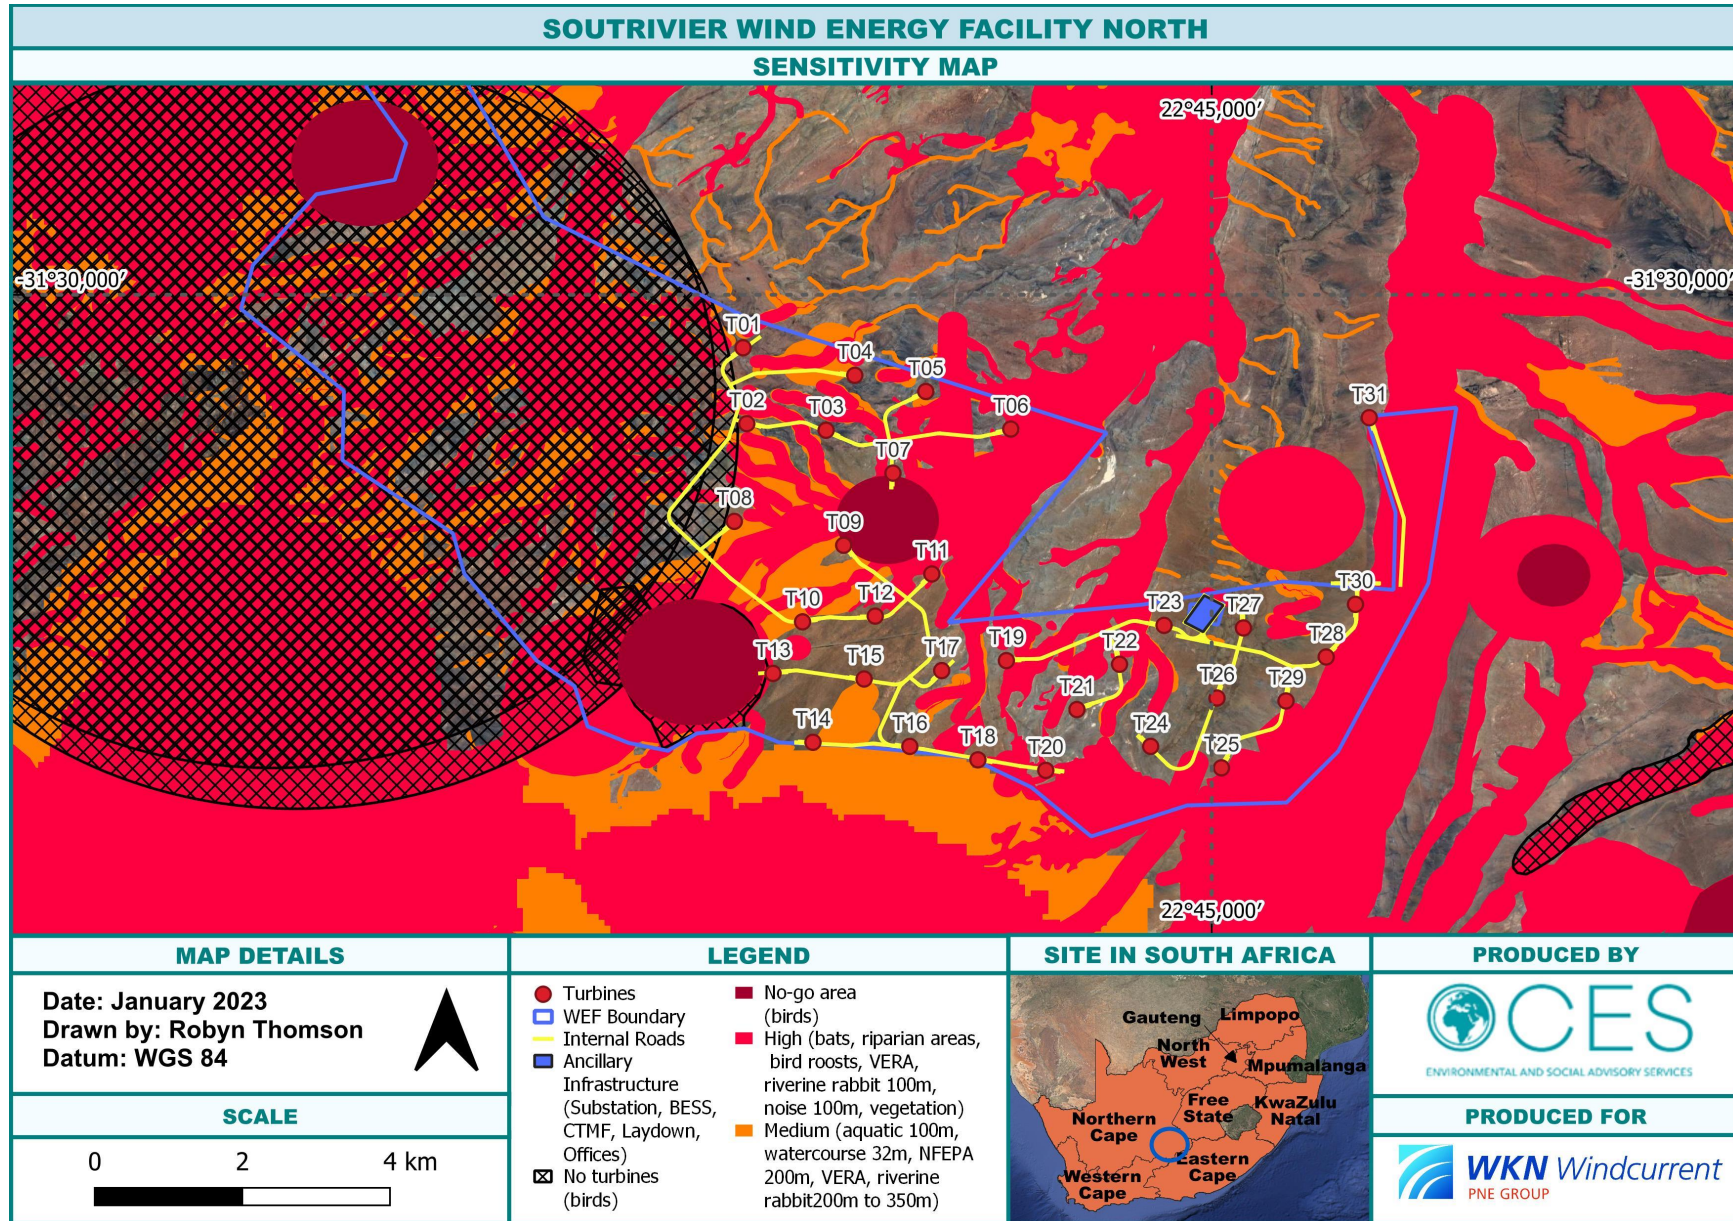 SOUTRIVIER WIND ENERGY FACILITY NORTH
SENSITIVITY MAP
22°45,000′
-31°30,000′
-31°30,000′
T01
T04
T05
T02
T03
T06
T31
T07
T08
T09
T11
T10
T12
T23
T27
T30
T13
T15
T17
T19
T22
T28
T21
T26
T29
T14
T16
T18
T20
T24
T25
22°45,000′
MAP DETAILS
Date: January 2023
Drawn by: Robyn Thomson
Datum: WGS 84
SCALE
0 2 4 km
LEGEND
Turbines
WEF Boundary
Internal Roads
Ancillary
Infrastructure
(Substation, BESS,
CTMF, Laydown,
Offices)
No turbines
(birds)
No-go area
(birds)
High (bats, riparian areas,
bird roosts, VERA,
riverine rabbit 100m,
noise 100m, vegetation)
Medium (aquatic 100m,
watercourse 32m, NFEPA
200m, VERA, riverine
rabbit200m to 350m)
SITE IN SOUTH AFRICA
Gauteng
Limpopo
North
West
Mpumalanga
Free
State
KwaZulu
Natal
Northern
Cape
Eastern
Cape
Western
Cape
PRODUCED BY
CES
ENVIRONMENTAL AND SOCIAL ADVISORY SERVICES
PRODUCED FOR
WKN Windcurrent
PNE GROUP